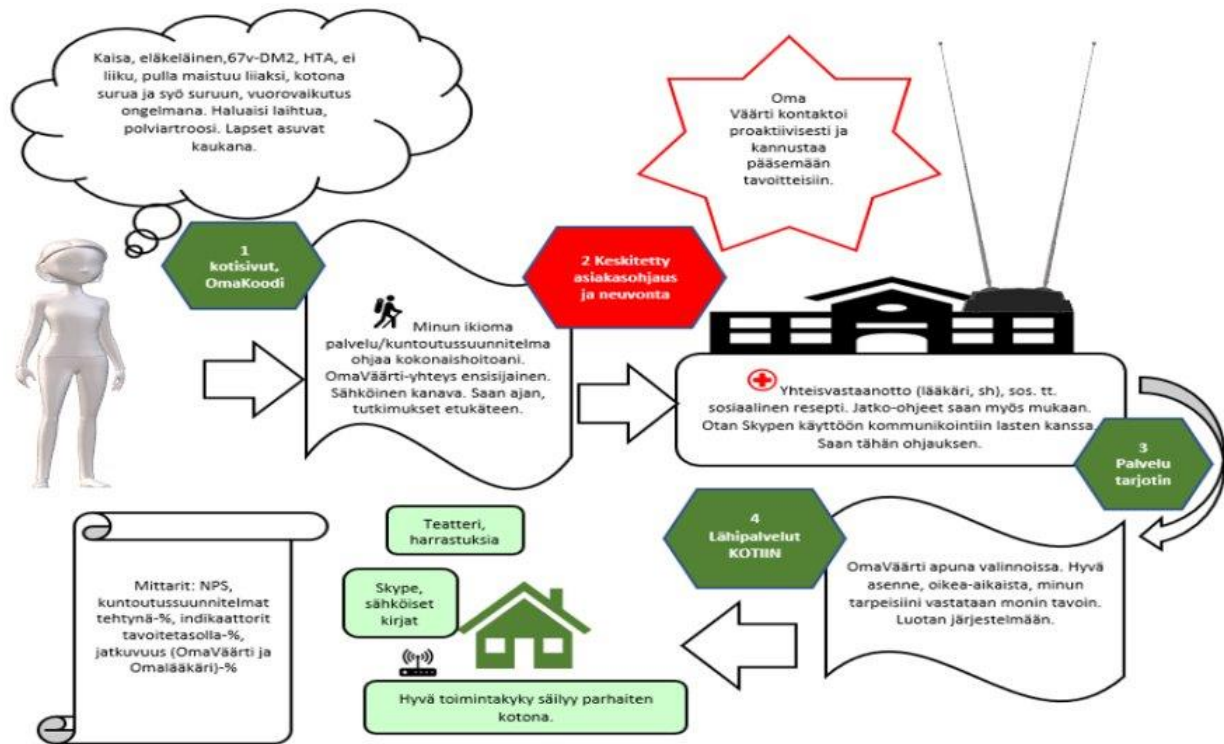 Kaisa, eläkeläinen,67v-DM2, HTA, ei
liiku, pulla maistuu liiaksi, kotona
surua ja syö suruun, vuorovaikutus
ongelmana. Haluaisi laihtua,
polviartroosi. Lapset asuvat
kaukana.
Oma
Väärti kontaktoi
proaktiivisesti ja
kannustaa
pääsemään
tavoitteisiin.
1
kotisivut,
OmaKoodi
Minun ikioma
palvelu/kuntoutussuunnitelma
ohjaa kokonaishoitoani.
OmaVäärti-yhteys ensisijainen.
Sähköinen kanava. Saan ajan,
tutkimukset etukäteen.
2 Keskitetty
asiakasohjaus
ja neuvonta
Yhteisvastaanotto (lääkäri, sh), sos. tt.
sosiaalinen resepti. Jatko-ohjeet saan myös mukaan.
Otan Skypen käyttöön kommunikointiin lasten kanssa.
Saan tähän ohjauksen.
3
Palvelu
tarjotin
OmaVäärti apuna valinnoissa. Hyvä
asenne, oikea-aikaista, minun
tarpeisiini vastataan monin tavoin.
Luotan järjestelmään.
4
Lähipalvelut
KOTIIN
Teatteri,
harrastuksia
Skype,
sähköiset
kirjat
Hyvä toimintakyky säilyy parhaiten
kotona.
Mittarit: NPS,
kuntoutussuunnitelmat
tehtynä-%, indikaattorit
tavoitetasolla-%,
jatkuvuus (OmaVäärti ja
Omalääkäri)-%